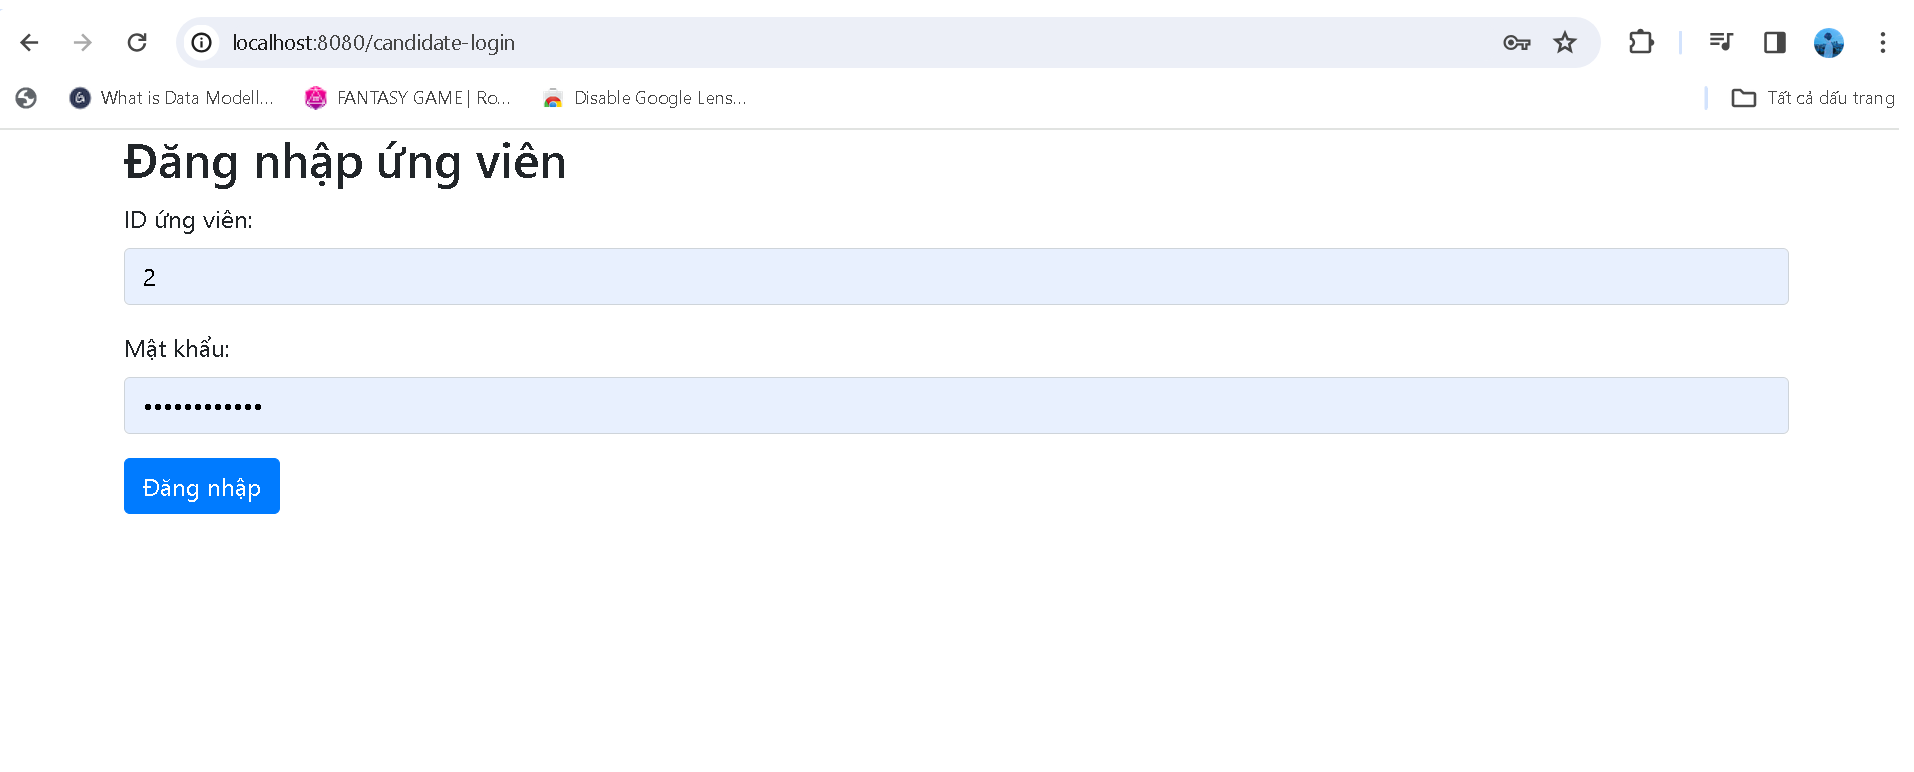 localhost:8080/candidate-login
What is Data Modell... FANTASY GAME | Ro... Disable Google Lens... Tất cả dấu trang
Đăng nhập ứng viên
ID ứng viên:
2
Mật khẩu:
••••••••••••
Đăng nhập